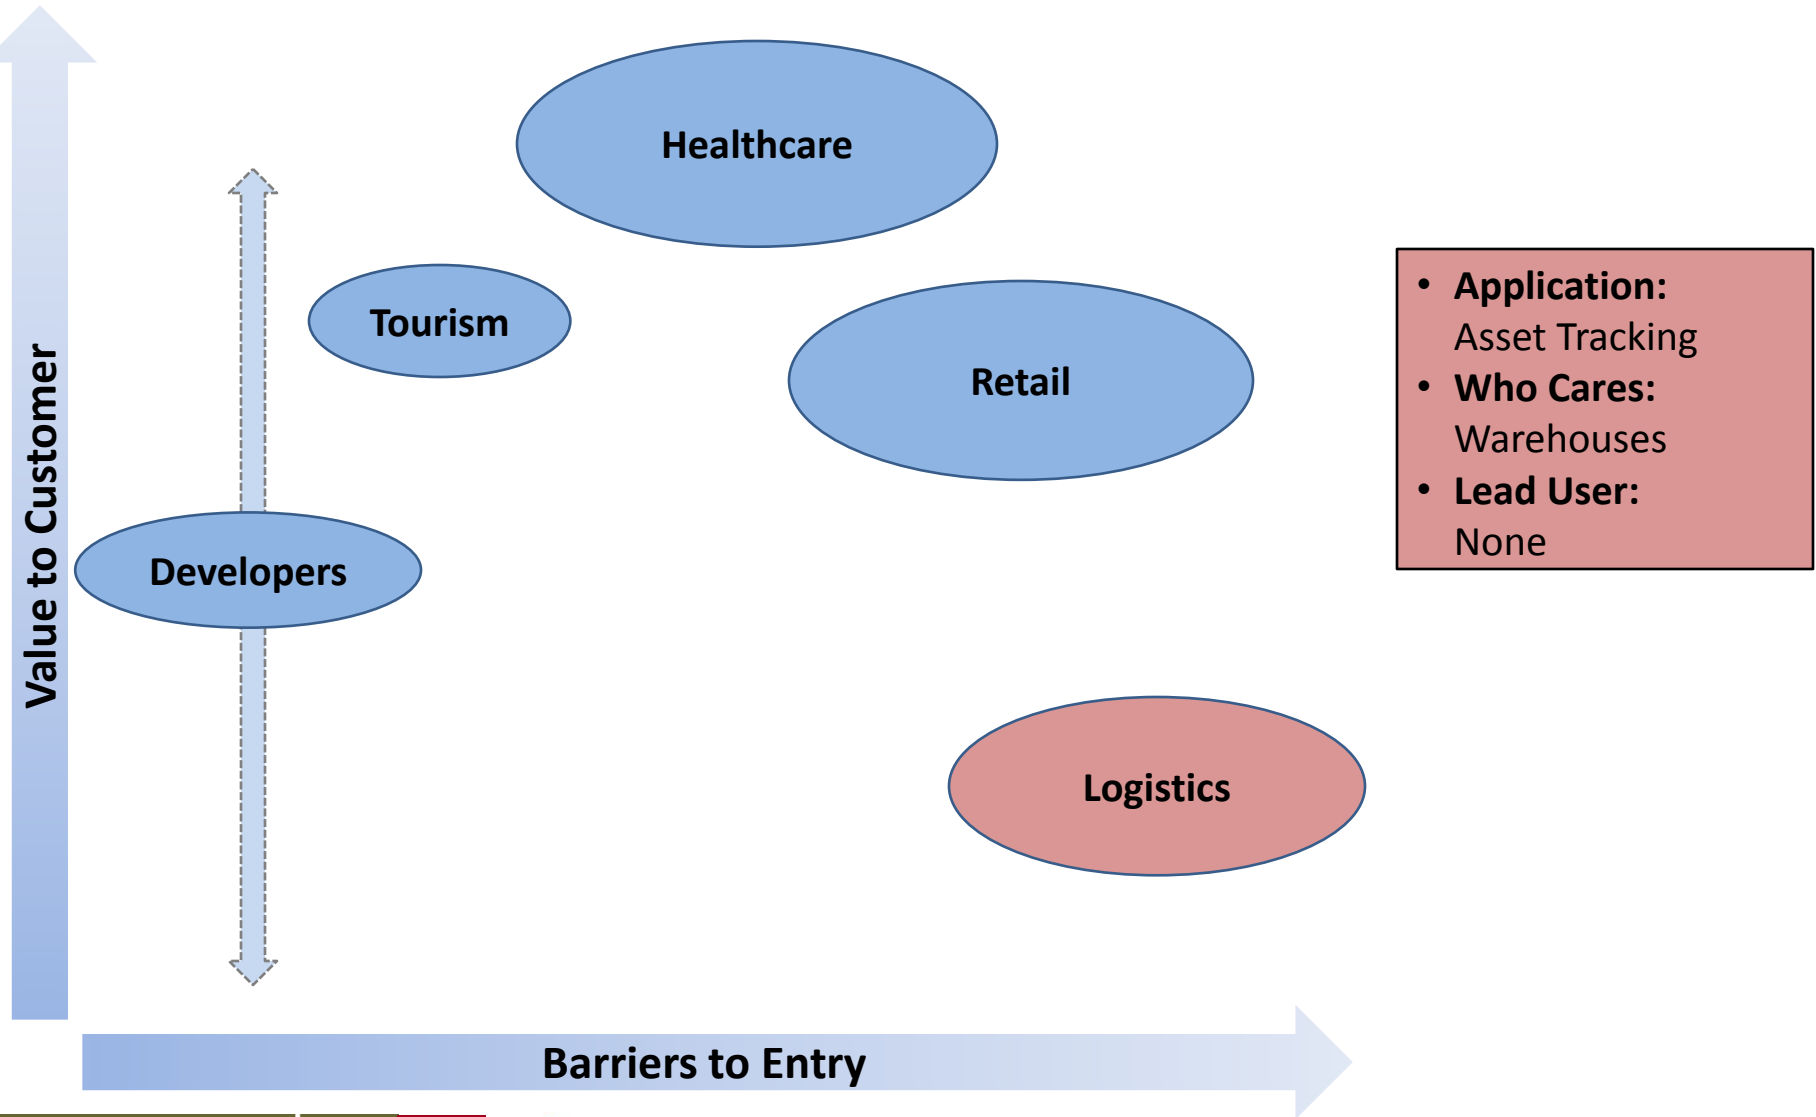 Healthcare
Tourism
Retail
Developers
Logistics
Value to Customer
Barriers to Entry
• Application:
Asset Tracking
• Who Cares:
Warehouses
• Lead User:
None